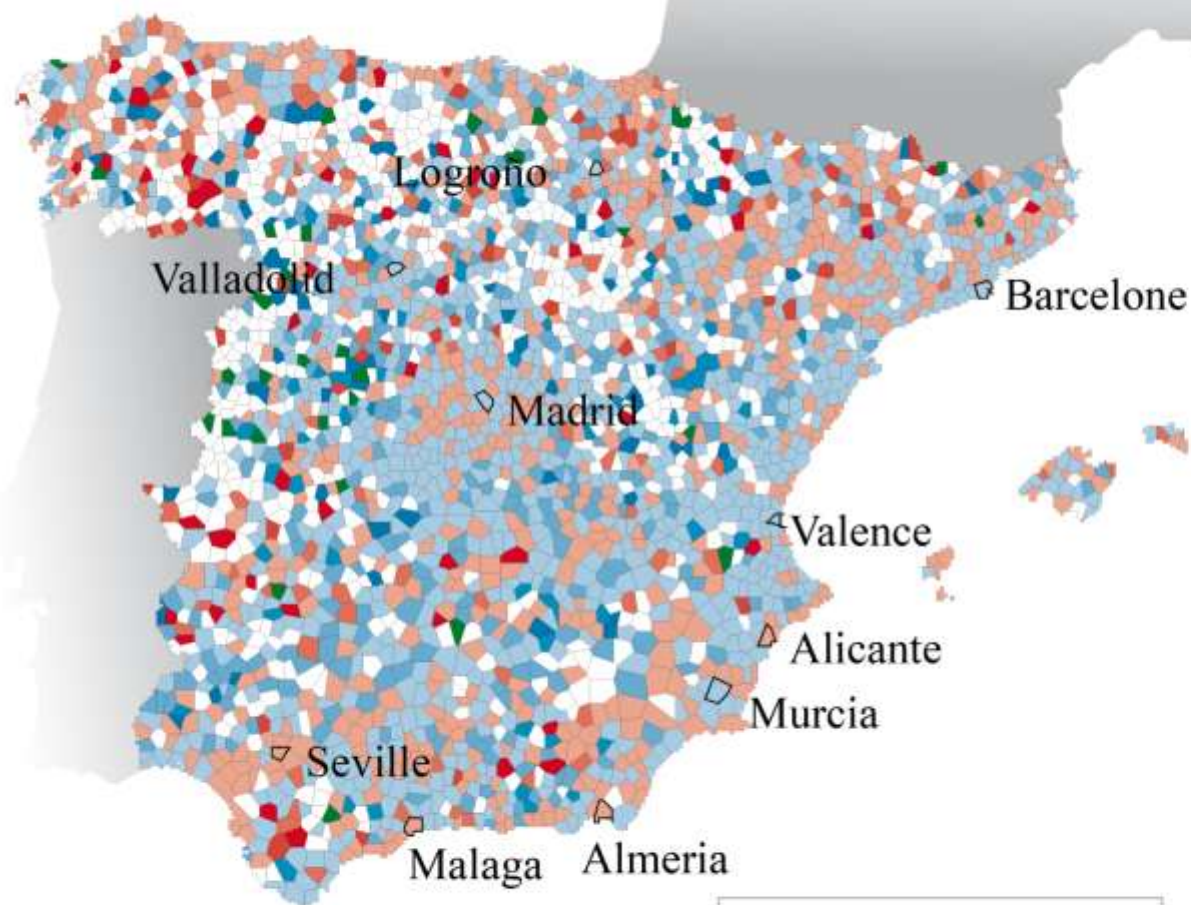 Logroño
Valladolid
Barcelone
Madrid
Valence
Alicante
Murcia
Seville
Malaga
Almeria